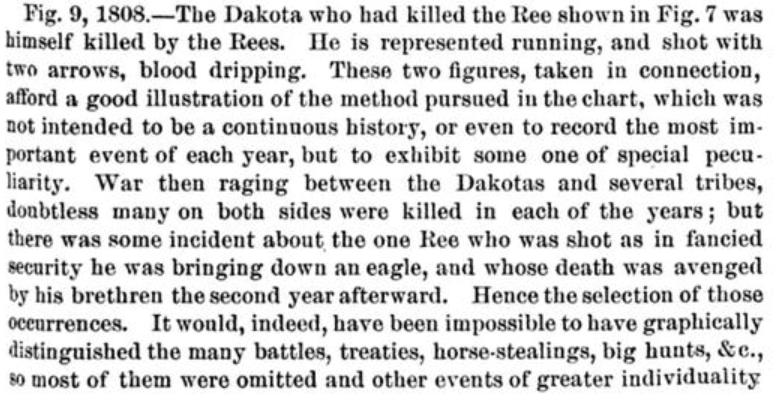 Fig. 9, 1808.—The Dakota who had killed the Ree shown in Fig. 7 was
himself killed by the Rees. He is represented running, and shot with
two arrows, blood dripping. These two figures, taken in connection,
afford a good illustration of the method pursued in the chart, which was
not intended to be a continuous history, or even to record the most im-
portant event of each year, but to exhibit some one of special pecu-
liarity. War then raging between the Dakotas and several tribes,
doubtless many on both sides were killed in each of the years; but
there was some incident about the one Ree who was shot as in fancied
security he was bringing down an eagle, and whose death was avenged
by his brethren the second year afterward. Hence the selection of those
occurrences. It would, indeed, have been impossible to have graphically
distinguished the many battles, treaties, horse-stealings, big hunts, &c.,
so most of them were omitted and other events of greater individuality